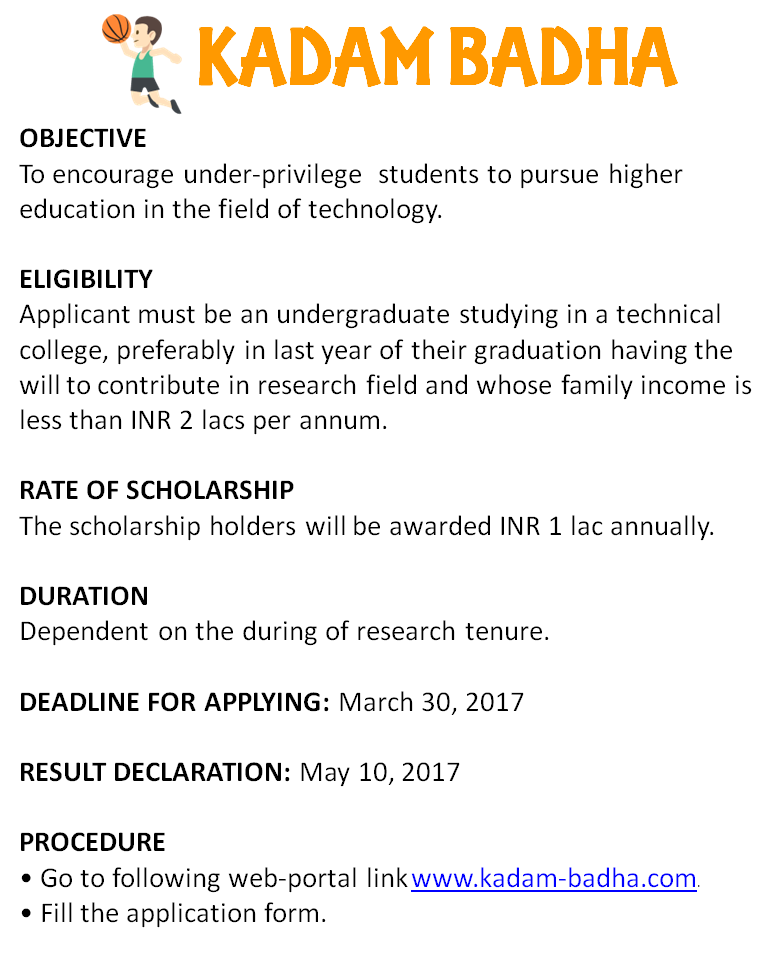 KADAM BADHA
OBJECTIVE
To encourage under-privilege students to pursue higher
education in the field of technology.
ELIGIBILITY
Applicant must be an undergraduate studying in a technical
college, preferably in last year of their graduation having the
will to contribute in research field and whose family income is
less than INR 2 lacs per annum.
RATE OF SCHOLARSHIP
The scholarship holders will be awarded INR 1 lac annually.
DURATION
Dependent on the during of research tenure.
DEADLINE FOR APPLYING: March 30, 2017
RESULT DECLARATION: May 10, 2017
PROCEDURE
• Go to following web-portal link www.kadam-badha.com.
• Fill the application form.